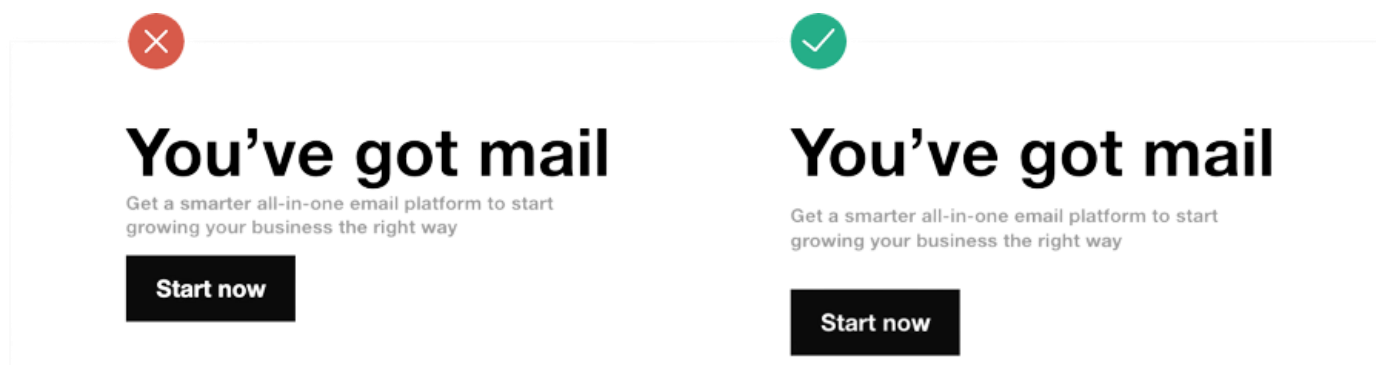 You’ve got mail
Get a smarter all-in-one email platform to start
growing your business the right way
Start now
You’ve got mail
Get a smarter all-in-one email platform to start
growing your business the right way
Start now